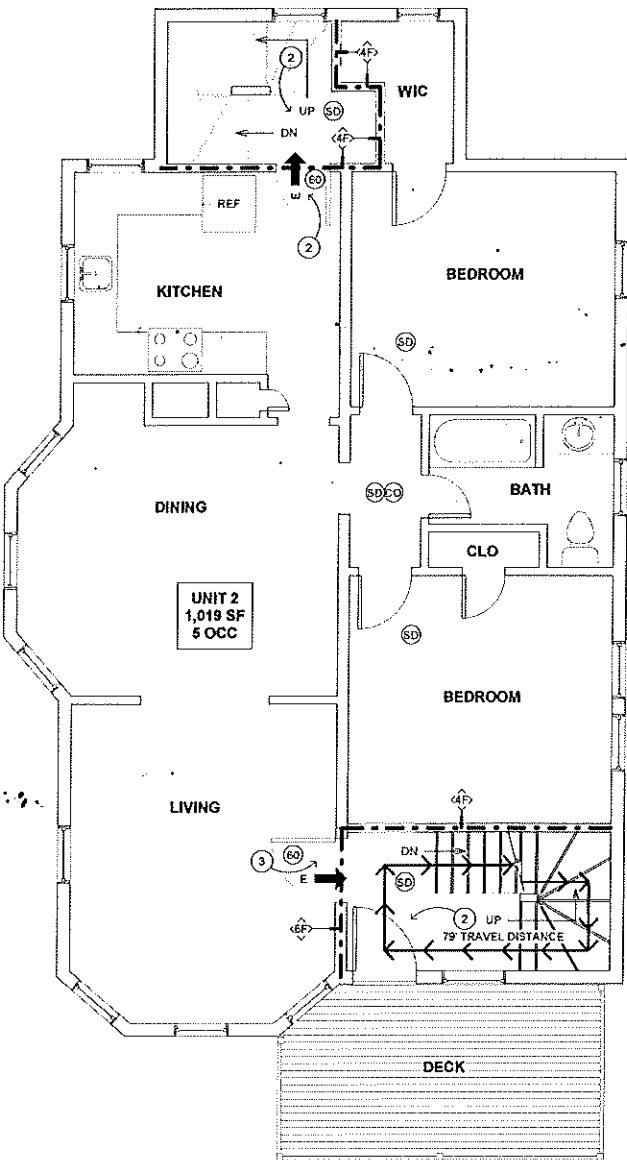 <4F>
2
WIC
UP
SD
DN
<4F>
60
E
REF
2
KITCHEN
BEDROOM
SD
DINING
SD CO
BATH
CLO
UNIT 2
1,019 SF
5 OCC
SD
BEDROOM
LIVING
<4F>
DN
3
60
E
SD
2
UP
<6F>
79' TRAVEL DISTANCE
DECK